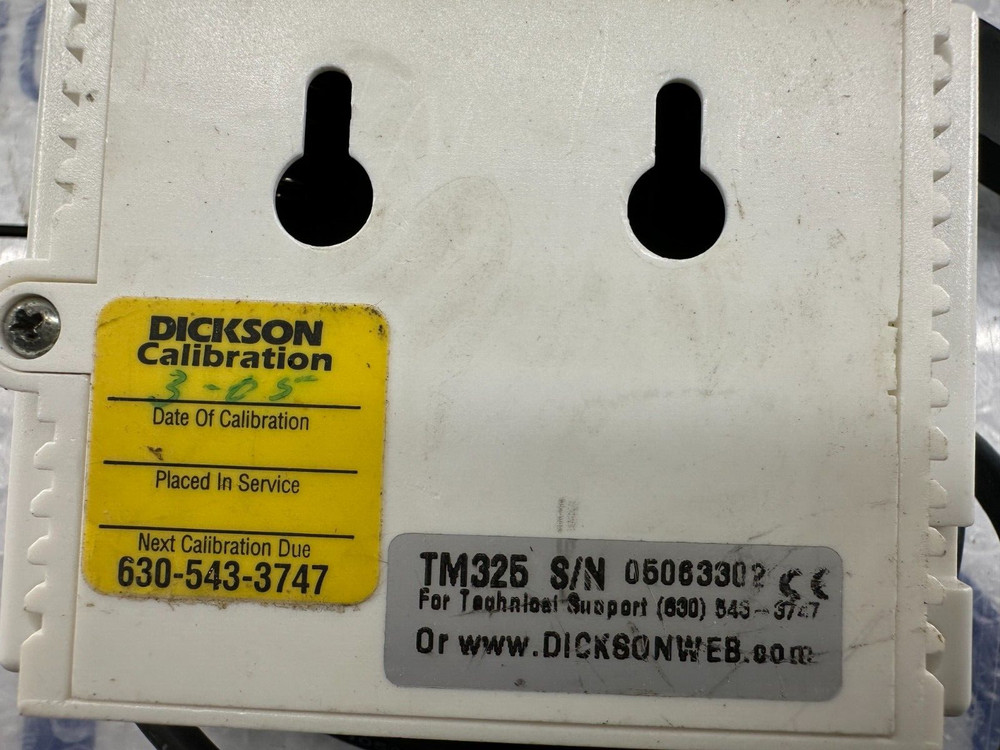 DICKSON
Calibration
3-05
Date Of Calibration
Placed In Service
Next Calibration Due
630-543-3747
TM325 S/N 05063302 CE
For Technical Support (630) 543-3747
Or www.DICKSONWEB.com